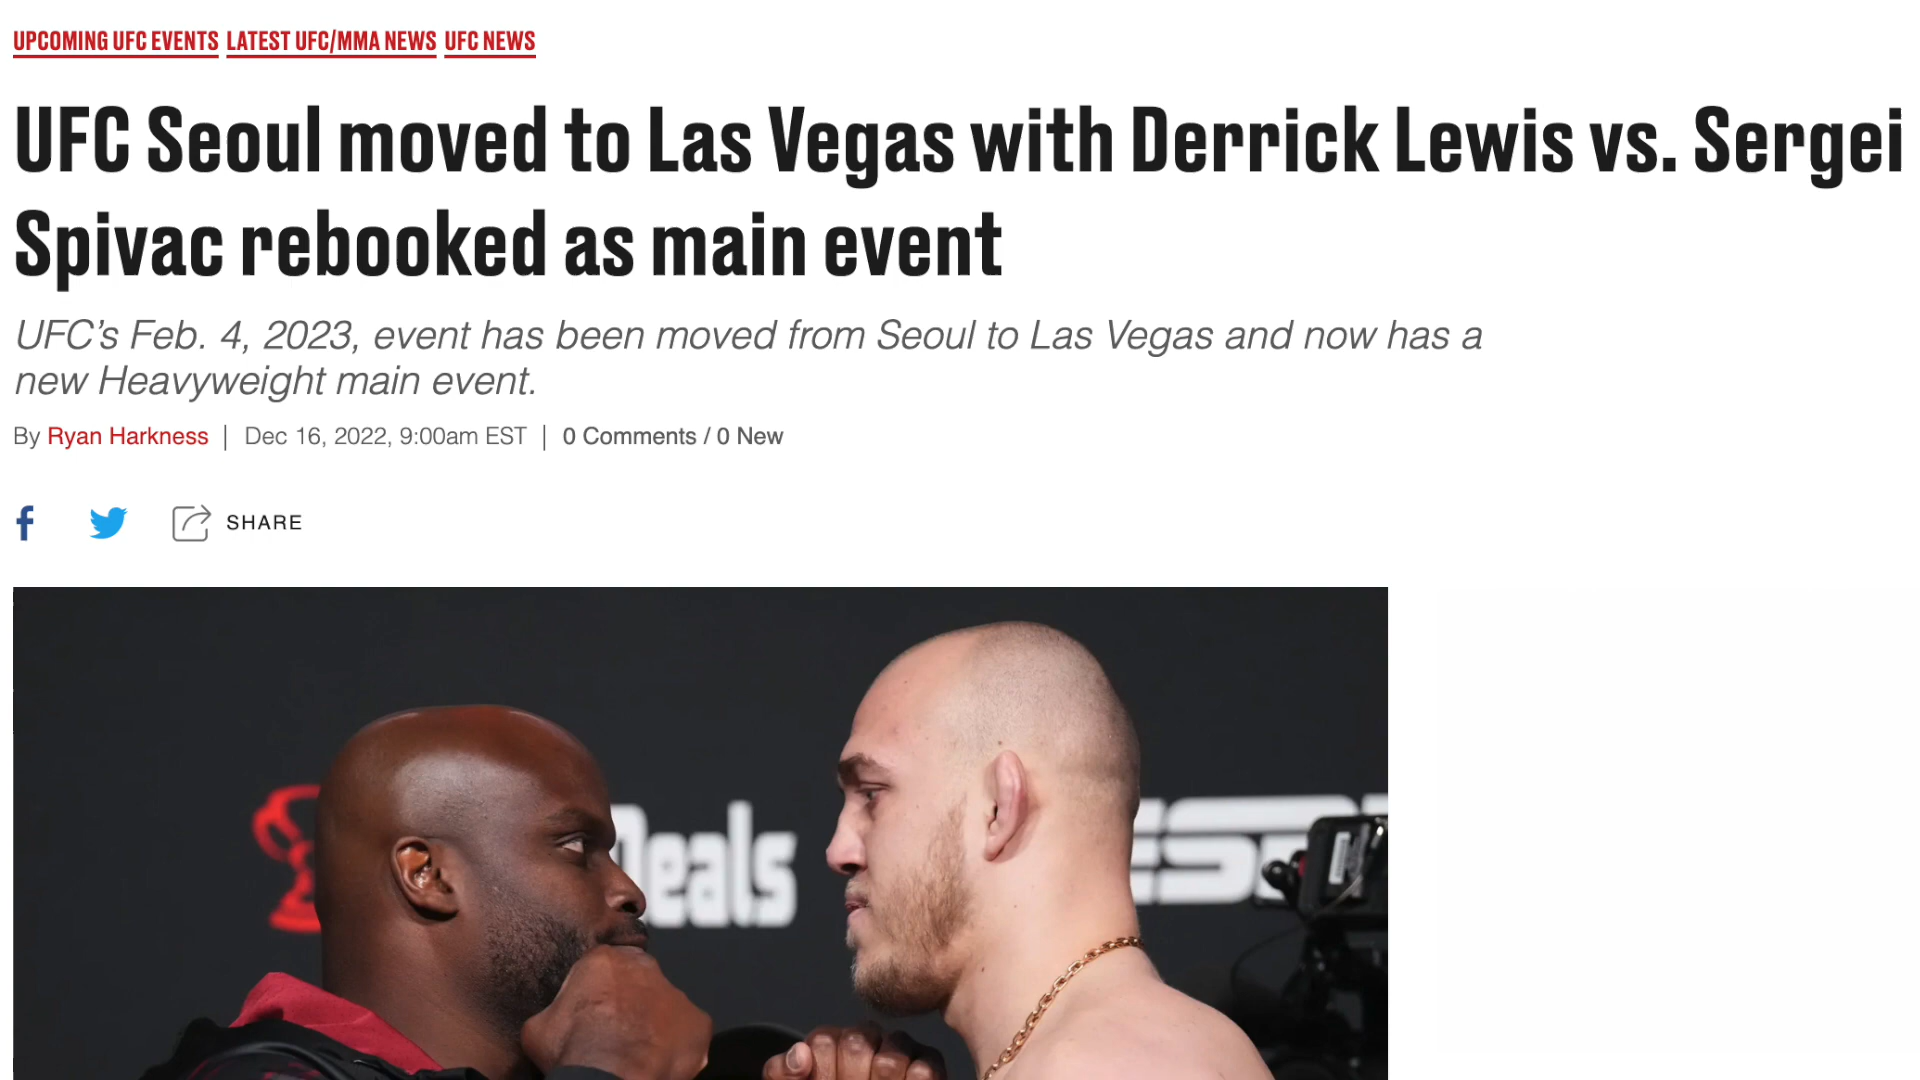 UPCOMING UFC EVENTS LATEST UFC/MMA NEWS UFC NEWS
UFC Seoul moved to Las Vegas with Derrick Lewis vs. Sergei
Spivac rebooked as main event
UFC’s Feb. 4, 2023, event has been moved from Seoul to Las Vegas and now has a
new Heavyweight main event.
By Ryan Harkness | Dec 16, 2022, 9:00am EST | 0 Comments / 0 New
f SHARE
eals